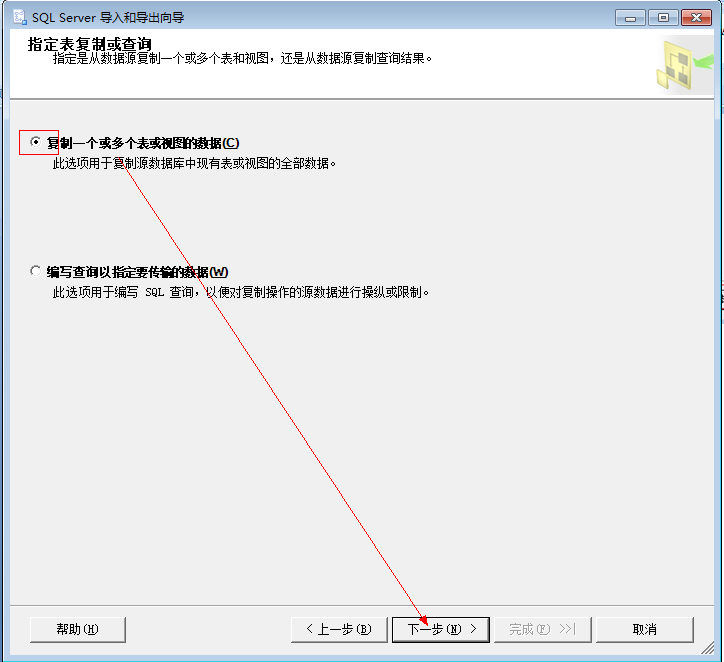 SQL Server 导入和导出向导
指定表复制或查询
指定是从数据源复制一个或多个表和视图，还是从数据源复制查询结果。
复制一个或多个表或视图的数据(C)
此选项用于复制源数据库中现有表或视图的全部数据。
编写查询以指定要传输的数据(W)
此选项用于编写 SQL 查询，以便对复制操作的源数据进行操纵或限制。
帮助(H) < 上一步(B) 下一步(N) > 完成(F) >>| 取消